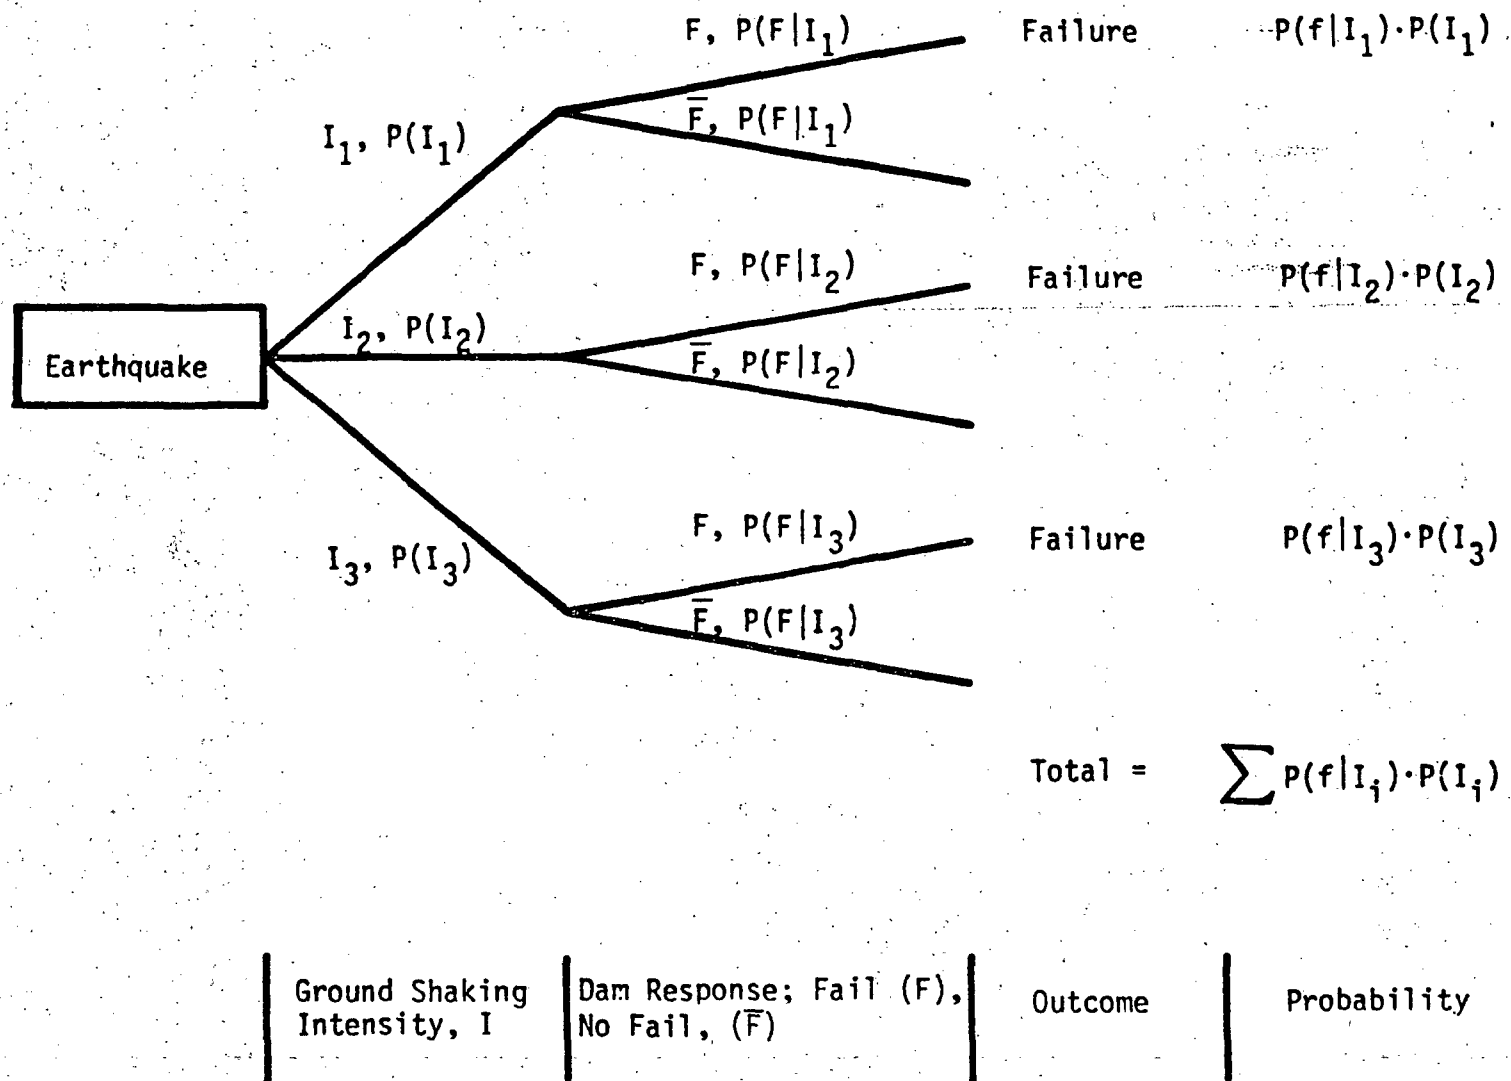 F, P(F|I₁) Failure P(f|I₁)·P(I₁)
F̅, P(F|I₁)
I₁, P(I₁)
F, P(F|I₂) Failure P(f|I₂)·P(I₂)
I₂, P(I₂)
F̅, P(F|I₂)
Earthquake
F, P(F|I₃) Failure P(f|I₃)·P(I₃)
I₃, P(I₃)
F̅, P(F|I₃)
Total = ∑ P(f|Iᵢ)·P(Iᵢ)
Ground Shaking
Intensity, I
Dam Response; Fail (F),
No Fail, (F̅)
Outcome
Probability